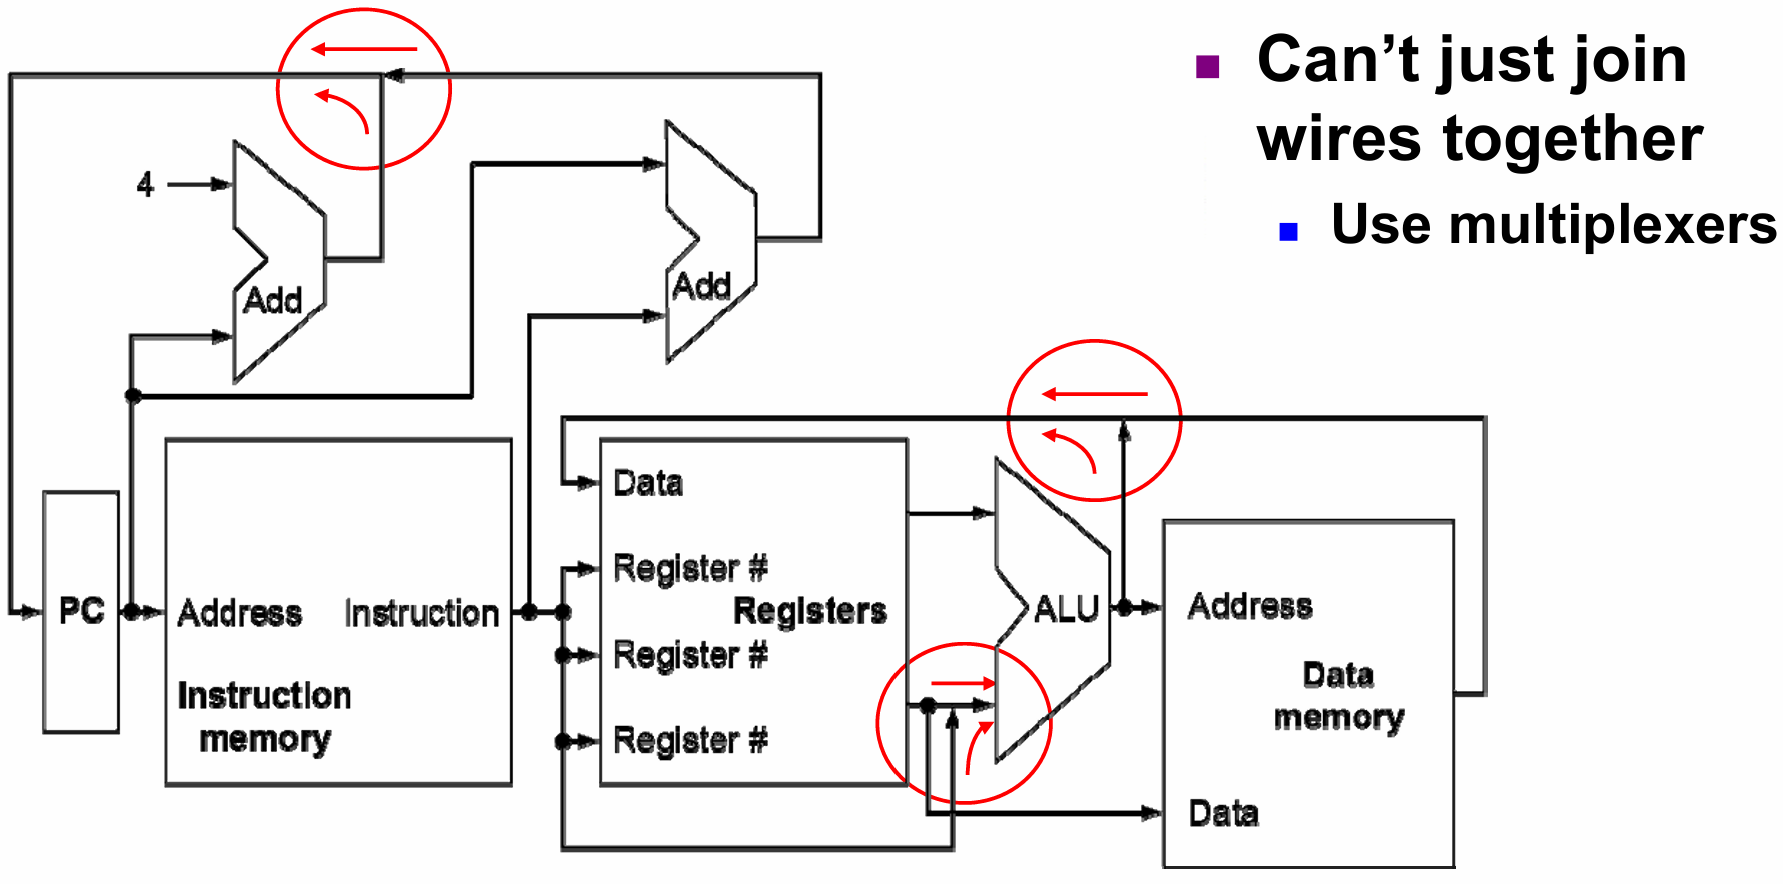 Can't just join
wires together
Use multiplexers
4
Add
Add
PC
Address
Instruction
Instruction
memory
Data
Register #
Registers
Register #
Register #
ALU
Address
Data
memory
Data